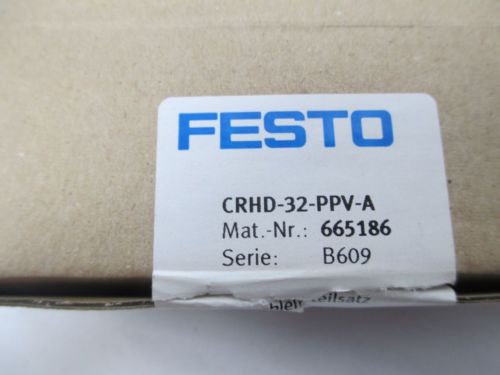 FESTO
CRHD-32-PPV-A
Mat.-Nr.: 665186
Serie: B609